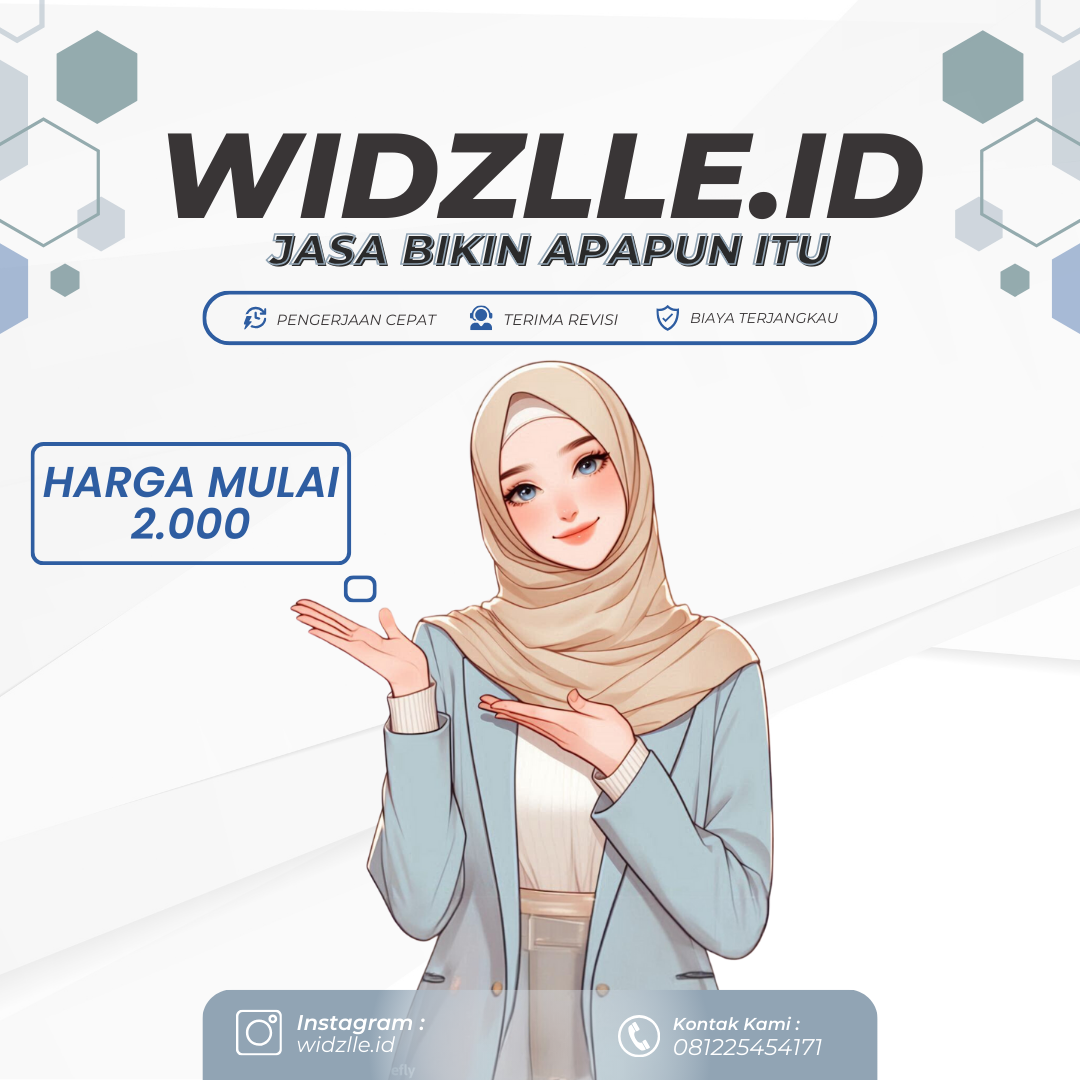 WIDZLLE.ID
JASA BIKIN APAPUN ITU
PENGERJAAN CEPAT
TERIMA REVISI
BIAYA TERJANGKAU
HARGA MULAI
2.000
Instagram :
widzlle.id
Kontak Kami :
081225454171
efly